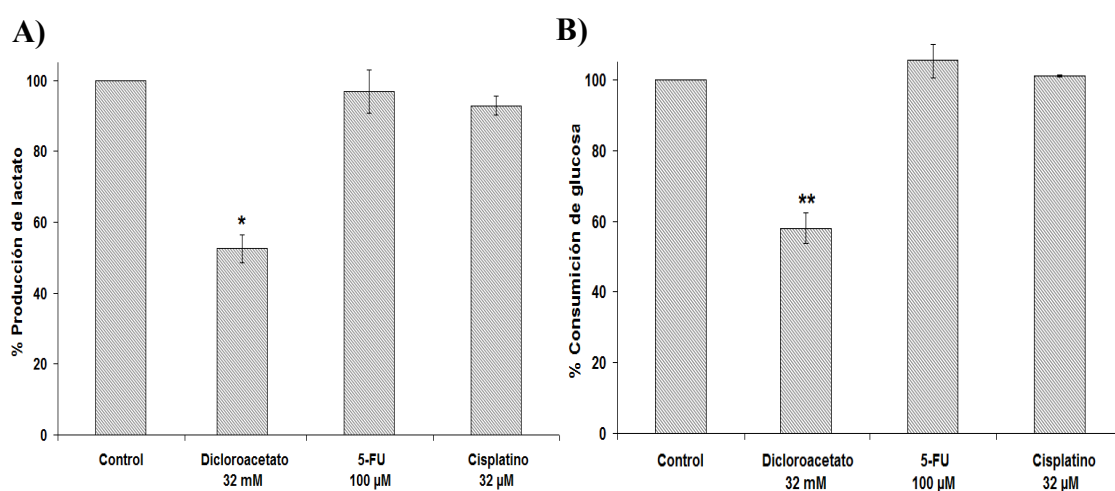 A)
% Producción de lactato
100
80
60
40
20
0
*
Control
Dicloroacetato
32 mM
5-FU
100 µM
Cisplatino
32 µM
B)
% Consumición de glucosa
100
80
60
40
20
0
**
Control
Dicloroacetato
32 mM
5-FU
100 µM
Cisplatino
32 µM